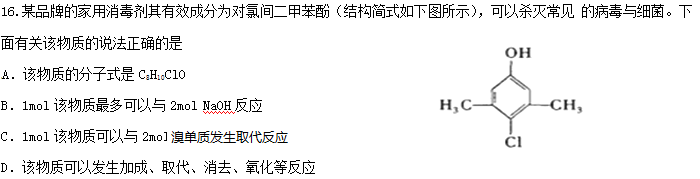 16.某品牌的家用消毒剂其有效成分为对氯间二甲苯酚（结构简式如下图所示），可以杀灭常见 的病毒与细菌。下
面有关该物质的说法正确的是
A．该物质的分子式是 C₈H₁₀ClO
B．1mol 该物质最多可以与 2mol NaOH 反应
C．1mol 该物质可以与 2mol 溴单质发生取代反应
D．该物质可以发生加成、取代、消去、氧化等反应
OH
H₃C
CH₃
Cl